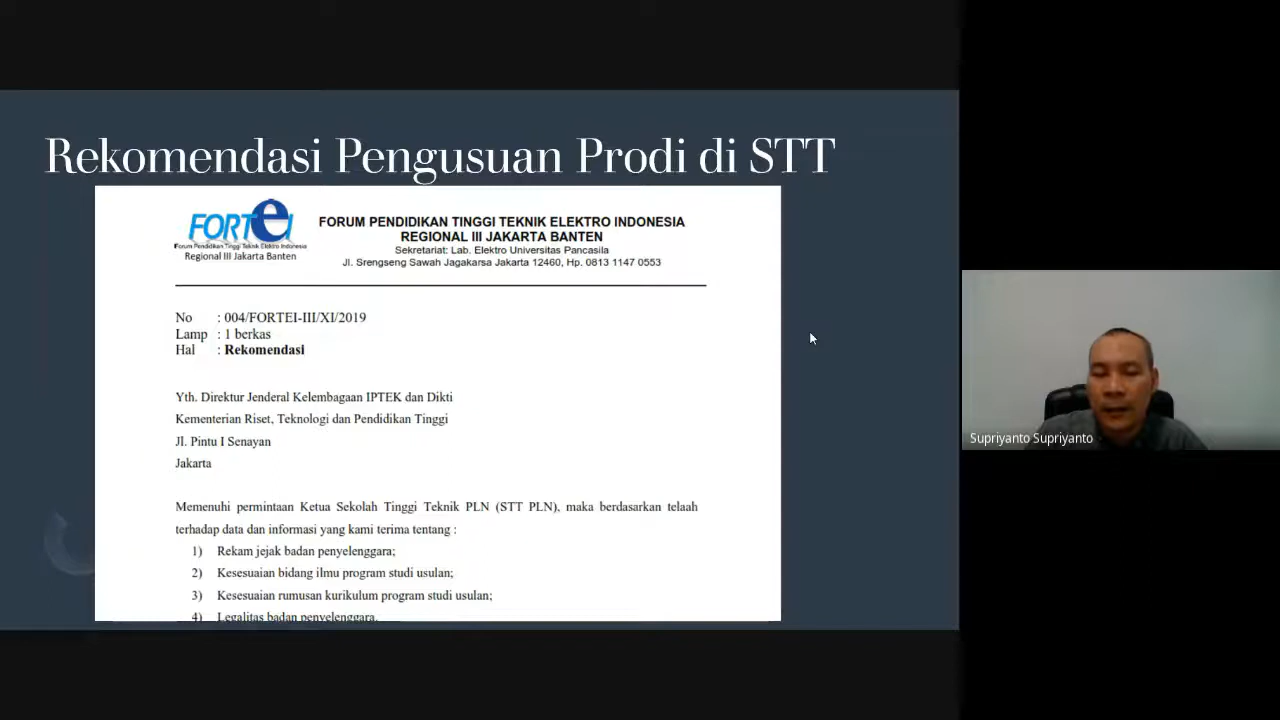 Rekomendasi Pengusuan Prodi di STT
FORTEI
Forum Pendidikan Tinggi Teknik Elektro Indonesia
Regional III Jakarta Banten
FORUM PENDIDIKAN TINGGI TEKNIK ELEKTRO INDONESIA
REGIONAL III JAKARTA BANTEN
Sekretariat: Lab. Elektro Universitas Pancasila
Jl. Srengseng Sawah Jagakarsa Jakarta 12460, Hp. 0813 1147 0553
No : 004/FORTEI-III/XI/2019
Lamp : 1 berkas
Hal : Rekomendasi
Yth. Direktur Jenderal Kelembagaan IPTEK dan Dikti
Kementerian Riset, Teknologi dan Pendidikan Tinggi
Jl. Pintu I Senayan
Jakarta
Memenuhi permintaan Ketua Sekolah Tinggi Teknik PLN (STT PLN), maka berdasarkan telaah
terhadap data dan informasi yang kami terima tentang :
1) Rekam jejak badan penyelenggara;
2) Kesesuaian bidang ilmu program studi usulan;
3) Kesesuaian rumusan kurikulum program studi usulan;
4) Legalitas badan penyelenggara.
Supriyanto Supriyanto